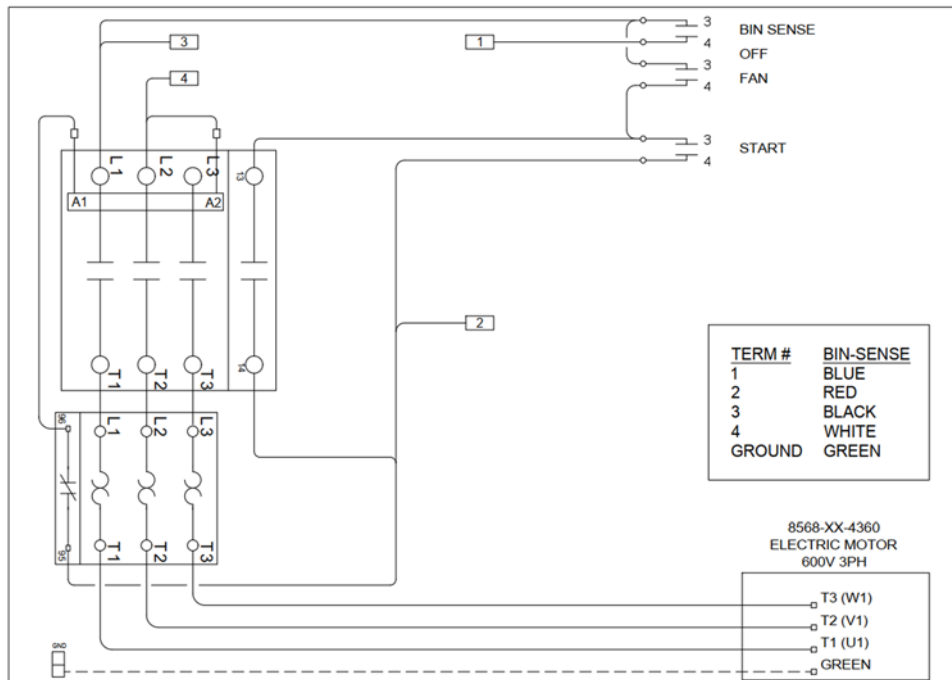 3
BIN SENSE
3
1
4
OFF
3
FAN
4
4
3
START
4
L1
L2
L3
13
A1
A2
2
T1
T2
T3
14
96
L1
L2
L3
95
T1
T2
T3
TERM # BIN-SENSE
1 BLUE
2 RED
3 BLACK
4 WHITE
GROUND GREEN
8568-XX-4360
ELECTRIC MOTOR
600V 3PH
T3 (W1)
T2 (V1)
T1 (U1)
GREEN